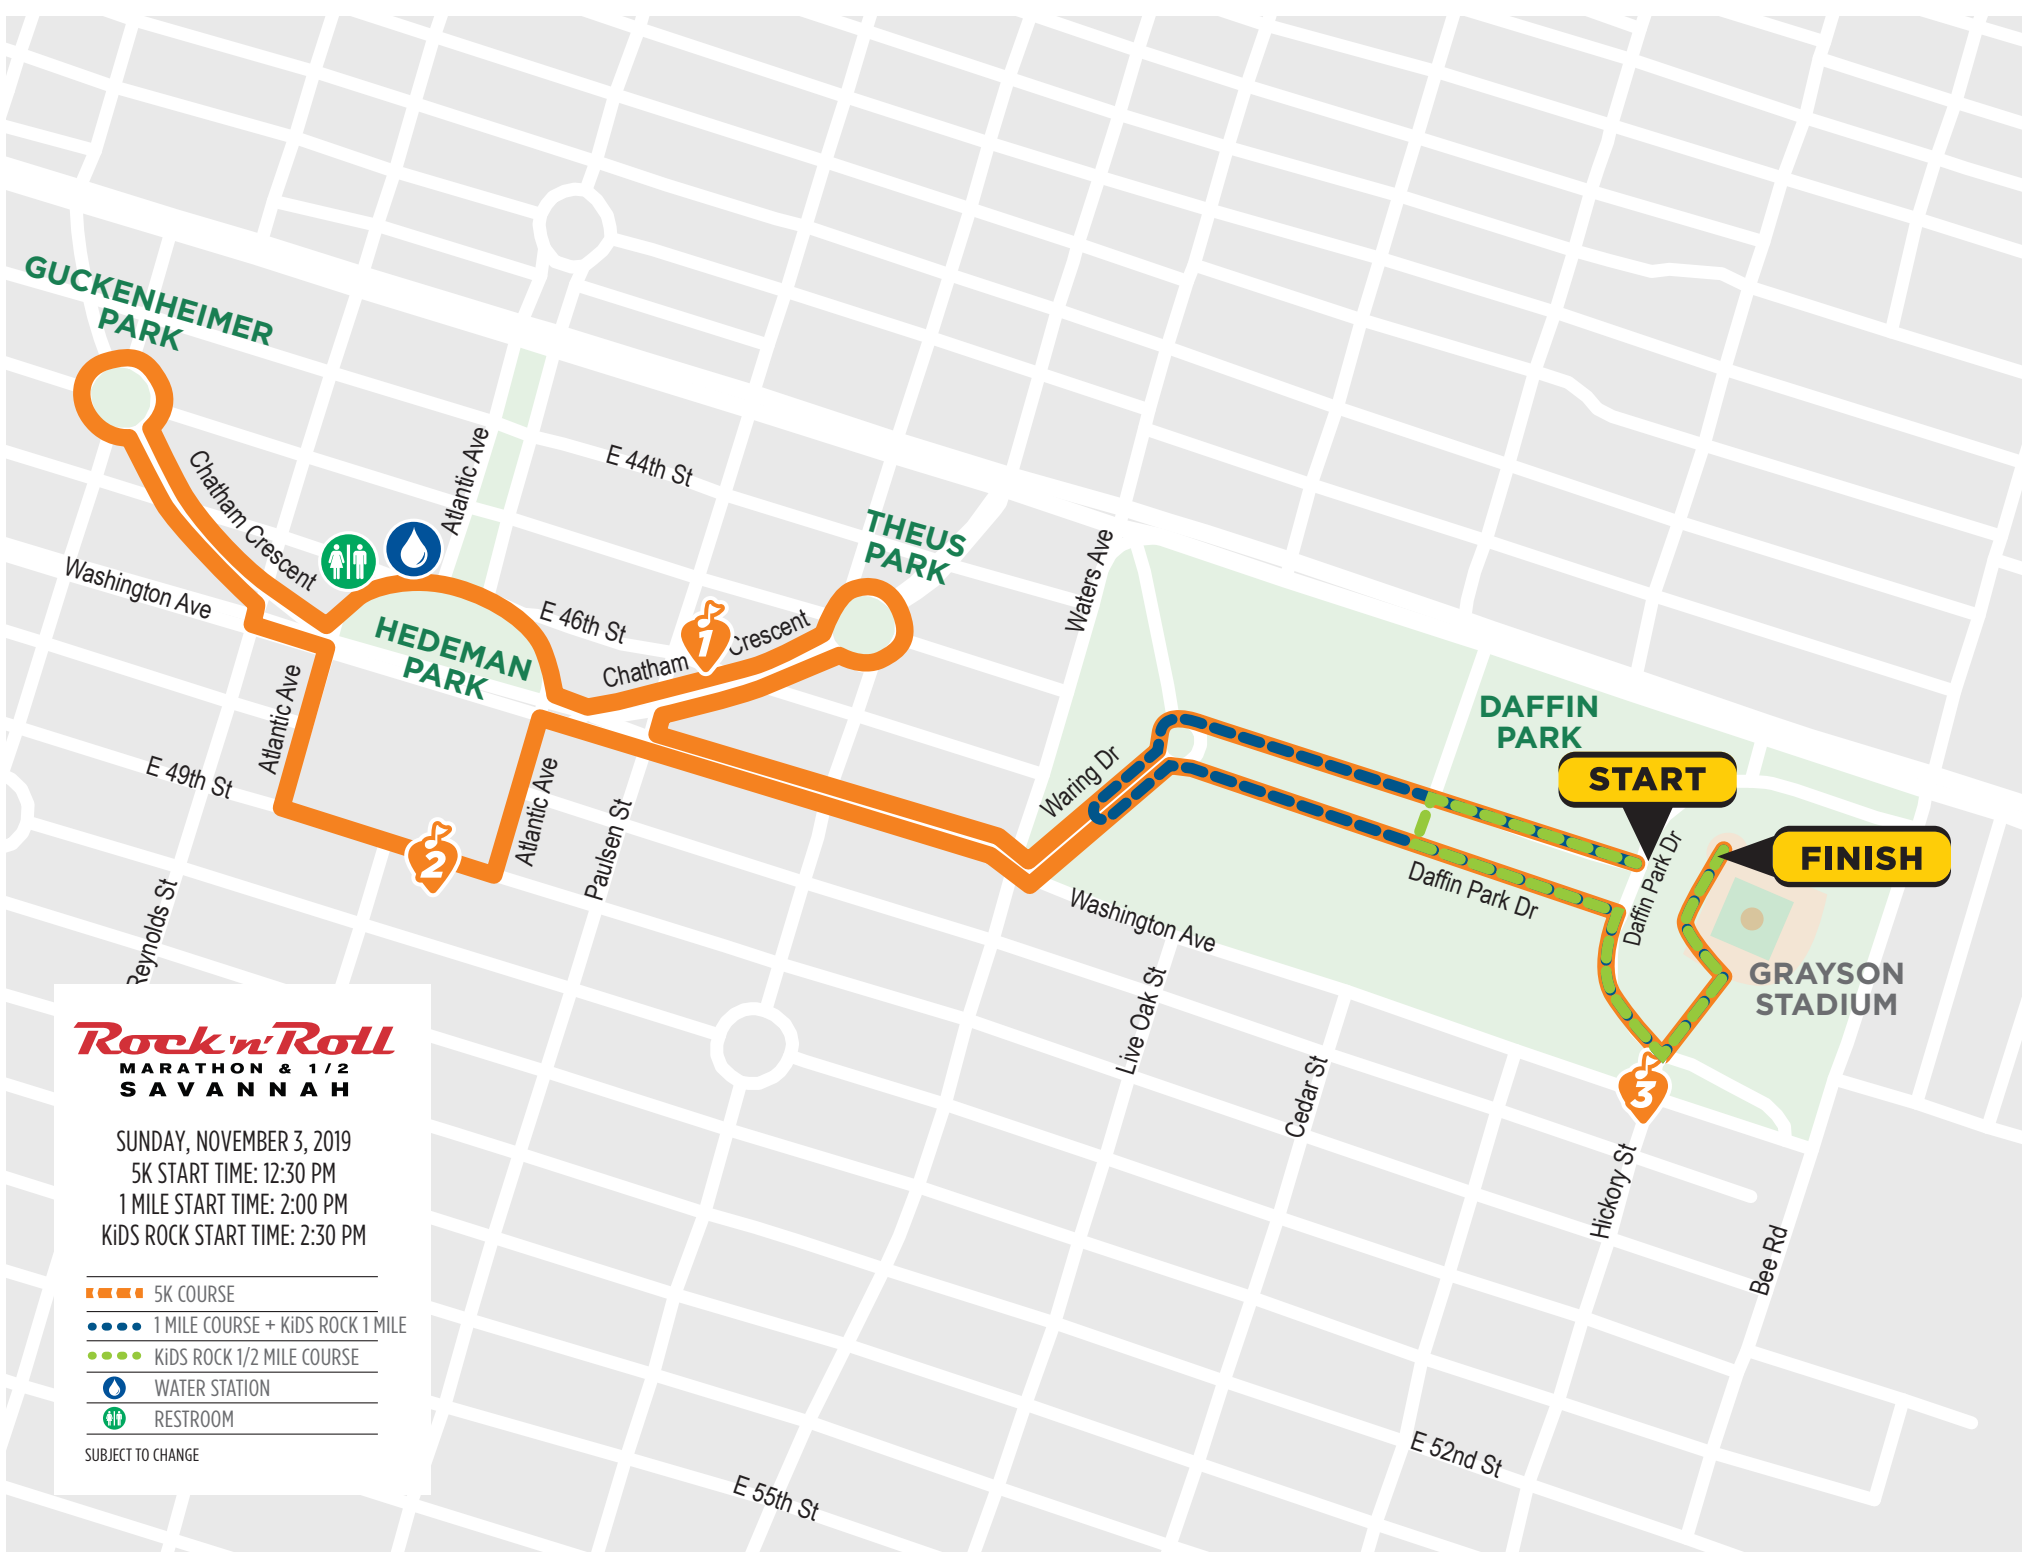 GUCKENHEIMER
PARK
Chatham Crescent
Atlantic Ave
E 44th St
THEUS
PARK
Waters Ave
Washington Ave
HEDEMAN
PARK
E 46th St
1
Chatham Crescent
Atlantic Ave
E 49th St
2
Atlantic Ave
Paulsen St
Reynolds St
Waring Dr
DAFFIN
PARK
START
FINISH
Daffin Park Dr
Daffin Park Dr
GRAYSON
STADIUM
Washington Ave
Live Oak St
Cedar St
3
Hickory St
Bee Rd
E 52nd St
E 55th St
Rock 'n' Roll
MARATHON & 1/2
SAVANNAH
SUNDAY, NOVEMBER 3, 2019
5K START TIME: 12:30 PM
1 MILE START TIME: 2:00 PM
KiDS ROCK START TIME: 2:30 PM
5K COURSE
1 MILE COURSE + KiDS ROCK 1 MILE
KiDS ROCK 1/2 MILE COURSE
WATER STATION
RESTROOM
SUBJECT TO CHANGE